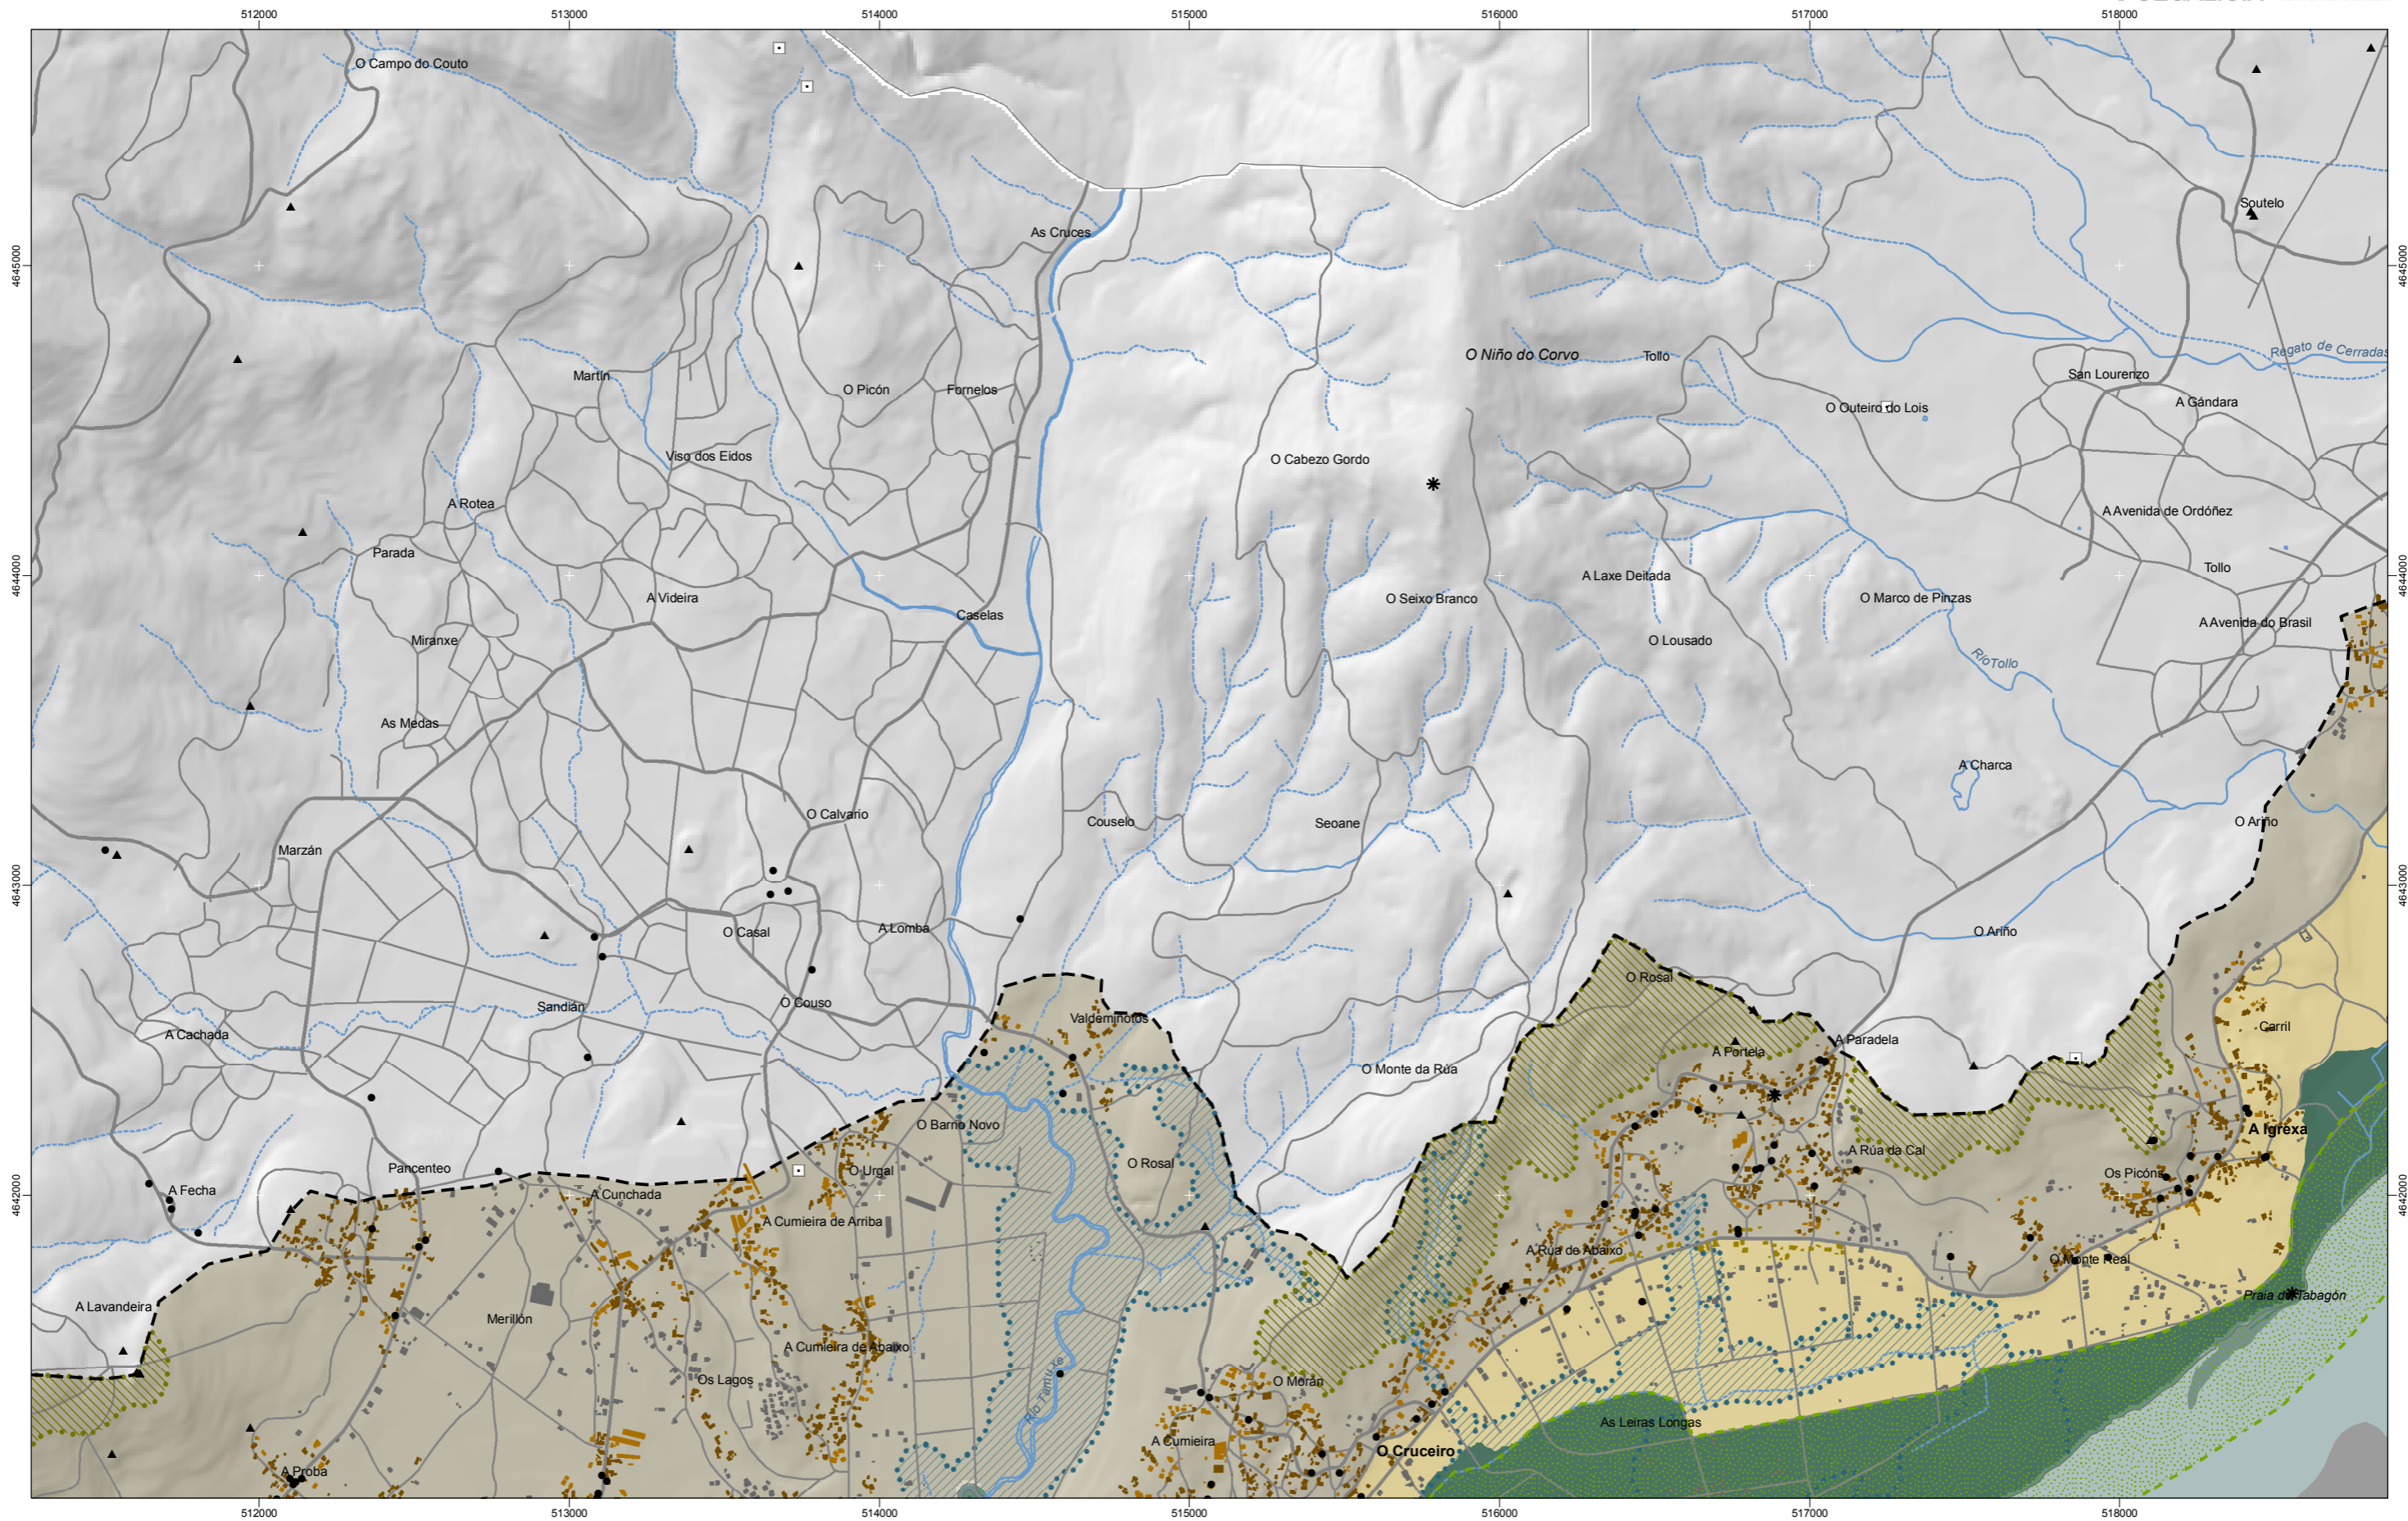 512000 513000 514000 515000 516000 517000 518000
O Campo do Couto
Soutelo
As Cruces
4645000 4645000
Regato de Cerradas
O Niño do Corvo Tollo
Martín San Lourenzo
O Picón Fornelos
A Gándara
O Outeiro do Lois
Viso dos Eidos O Cabezo Gordo
A Rotea A Avenida de Ordóñez
Parada
Tollo
4644000 A Laxe Deitada 4644000
A Videira O Seixo Branco O Marco de Pinzas
Caselas
A Avenida do Brasil
Miranxe O Lousado
Río Tollo
As Medas
A Charca
O Calvario
Couselo Seoane O Ariño
Marzán
4643000 4643000
O Casal A Lomba O Ariño
O Rosal
O Couso
Sandián Valdeminotos
A Cachada Carril
A Paradela
A Portela
O Monte da Rúa
O Barrio Novo A Igrexa
A Rúa da Cal
O Rosal
Pancenteo O Urgal Os Picóns
A Fecha A Cunchada
4642000 4642000
A Cumieira de Arriba
A Rúa de Abaixo O Monte Real
Praia de Tabagón
A Lavandeira
Merillón
A Cumieira de Abaixo
Os Lagos O Morán
Río Tamuxe
As Leiras Longas
A Cumieira O Cruceiro
A Proba
512000 513000 514000 515000 516000 517000 518000